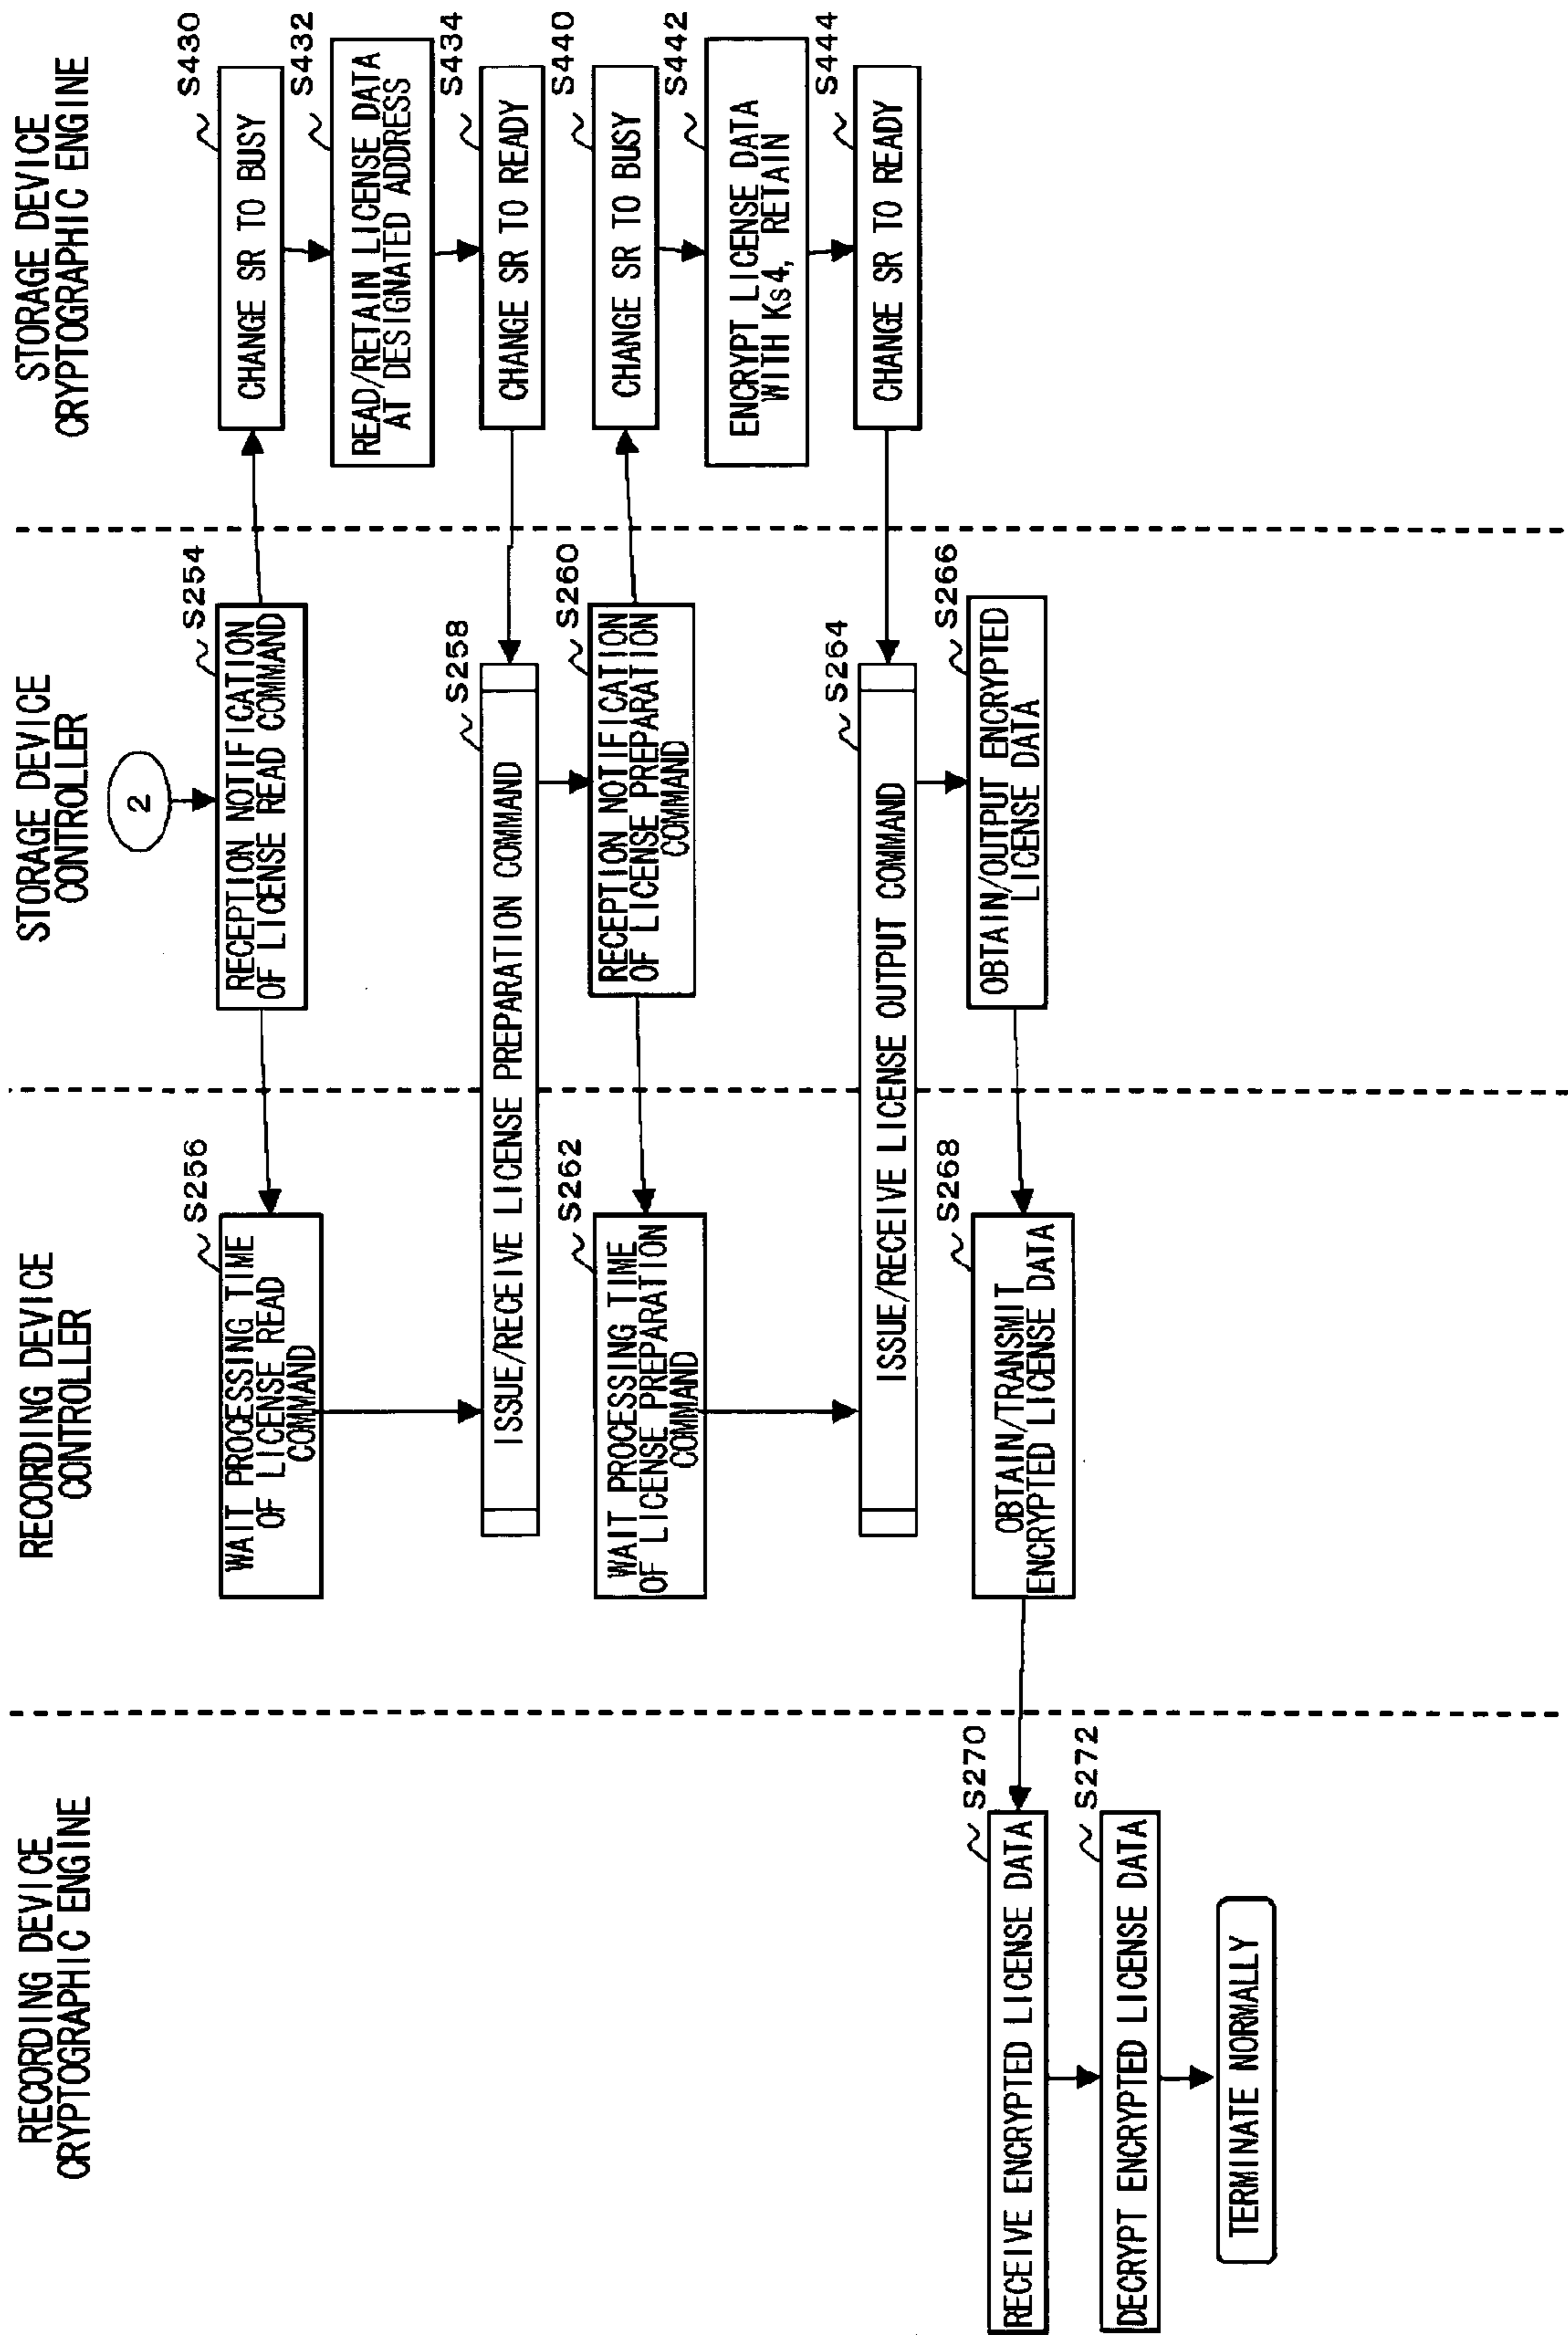 RECORDING DEVICE
CRYPTOGRAPHIC ENGINE
RECORDING DEVICE
CONTROLLER
STORAGE DEVICE
CONTROLLER
STORAGE DEVICE
CRYPTOGRAPHIC ENGINE
2
S254
RECEPTION NOTIFICATION
OF LICENSE READ COMMAND
S430
CHANGE SR TO BUSY
S256
WAIT PROCESSING TIME
OF LICENSE READ
COMMAND
S432
READ/RETAIN LICENSE DATA
AT DESIGNATED ADDRESS
S434
CHANGE SR TO READY
S258
ISSUE/RECEIVE LICENSE PREPARATION COMMAND
S260
RECEPTION NOTIFICATION
OF LICENSE PREPARATION
COMMAND
S440
CHANGE SR TO BUSY
S262
WAIT PROCESSING TIME
OF LICENSE PREPARATION
COMMAND
S442
ENCRYPT LICENSE DATA
WITH Ks4, RETAIN
S444
CHANGE SR TO READY
S264
ISSUE/RECEIVE LICENSE OUTPUT COMMAND
S266
OBTAIN/OUTPUT ENCRYPTED
LICENSE DATA
S268
OBTAIN/TRANSMIT
ENCRYPTED LICENSE DATA
S270
RECEIVE ENCRYPTED LICENSE DATA
S272
DECRYPT ENCRYPTED LICENSE DATA
TERMINATE NORMALLY